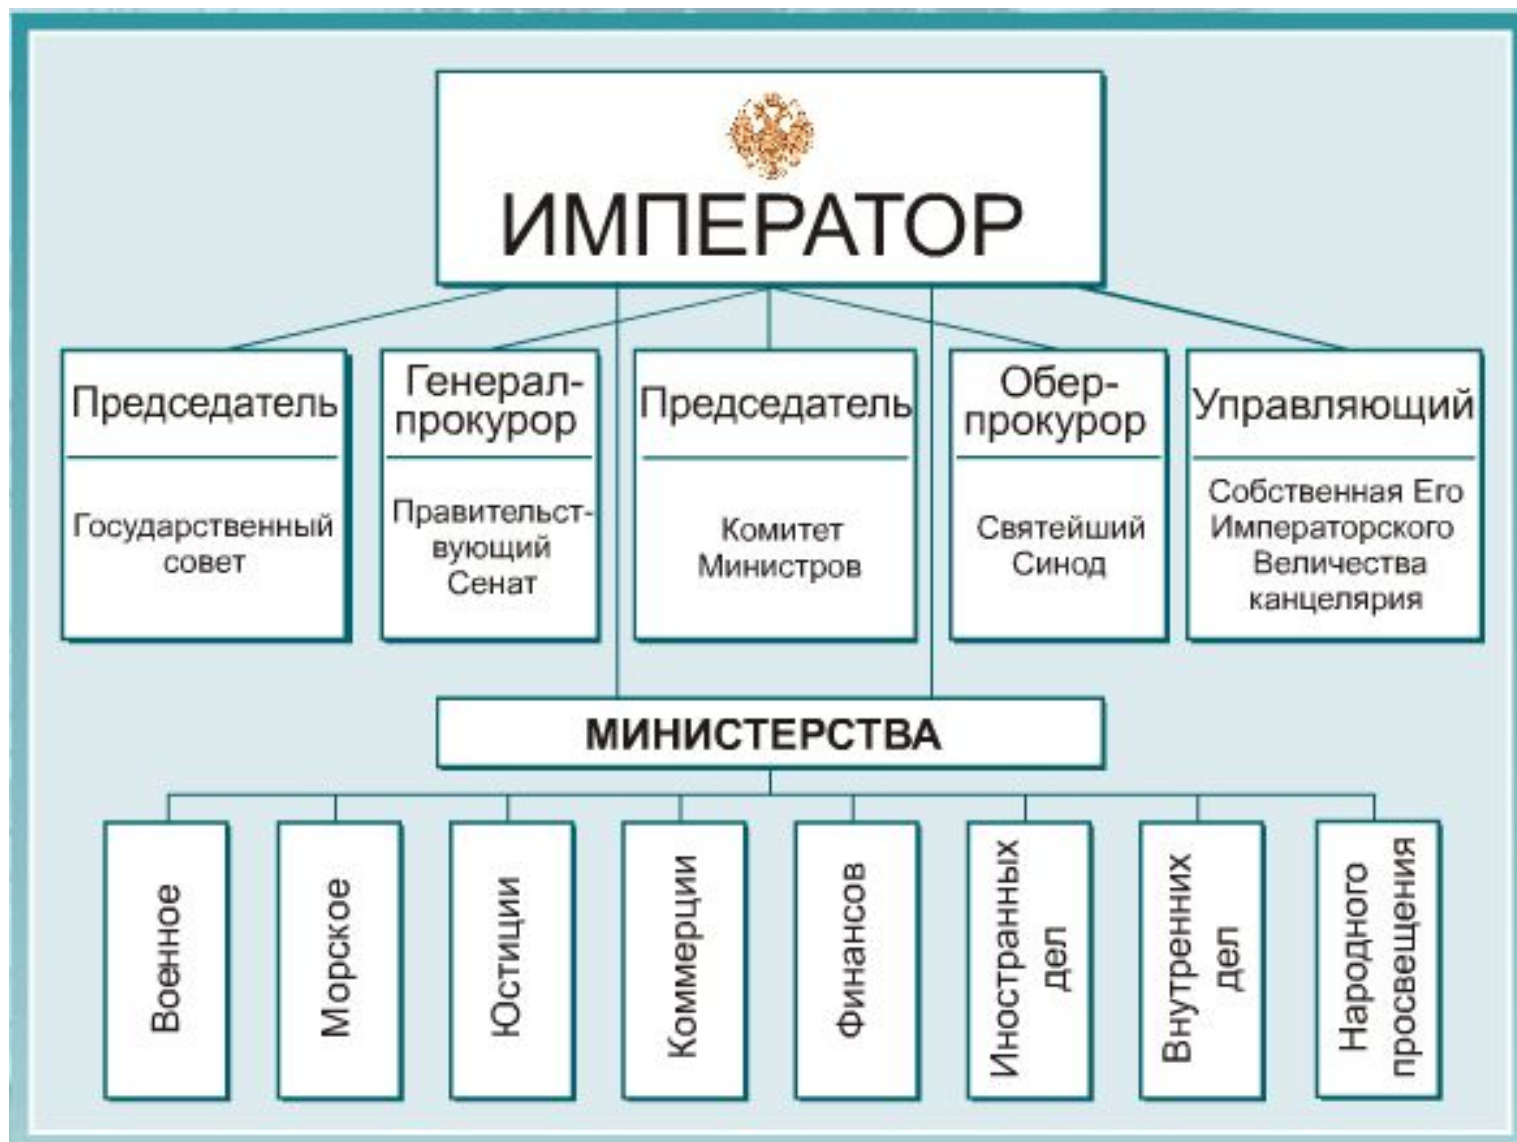 ИМПЕРАТОР
Председатель
Государственный
совет
Генерал-
прокурор
Правительст-
вующий
Сенат
Председатель
Комитет
Министров
Обер-
прокурор
Святейший
Синод
Управляющий
Собственная Его
Императорского
Величества
канцелярия
МИНИСТЕРСТВА
Военное
Морское
Юстиции
Коммерции
Финансов
Иностранных
дел
Внутренних
дел
Народного
просвещения